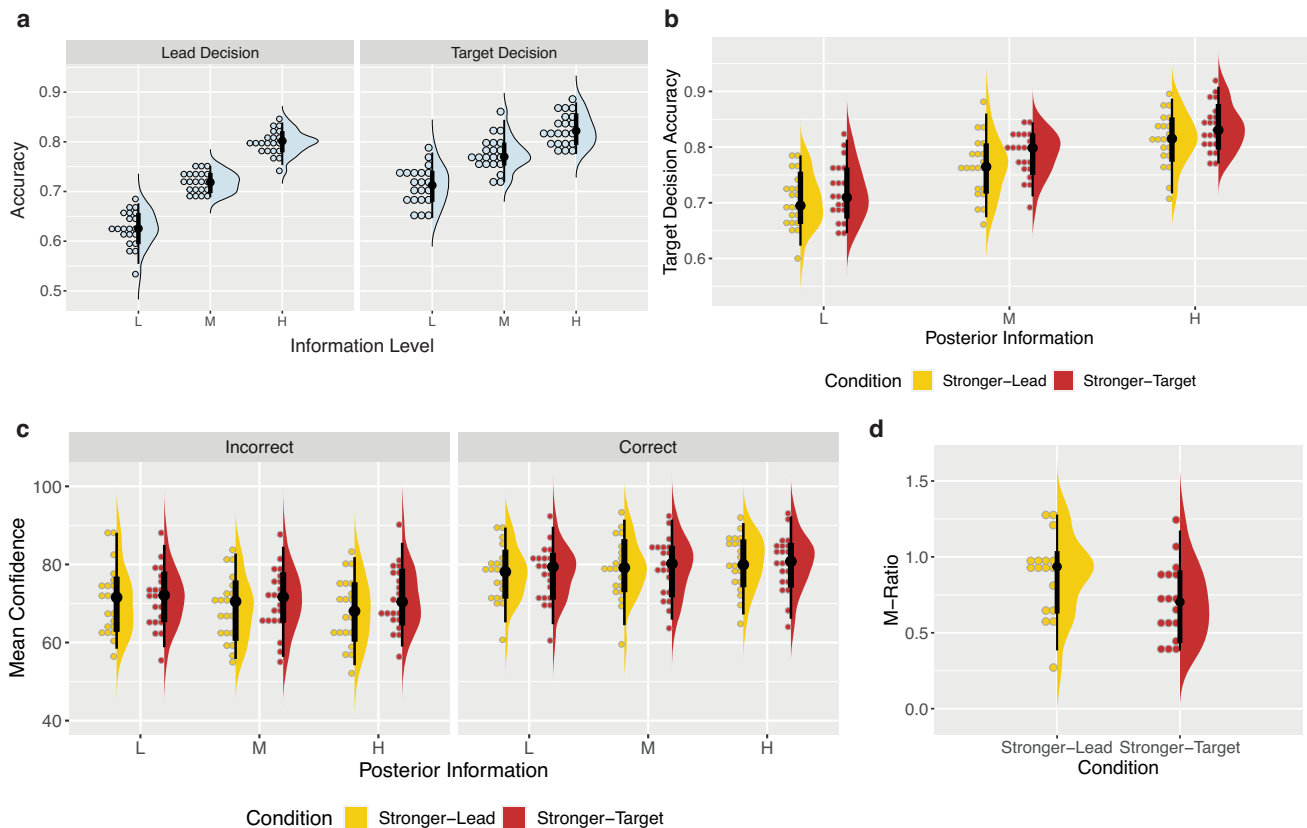 a
Lead Decision
Target Decision
Accuracy
0.9
0.8
0.7
0.6
0.5
L
M
H
L
M
H
Information Level
b
Target Decision Accuracy
0.9
0.8
0.7
0.6
L
M
H
Posterior Information
Condition Stronger−Lead Stronger−Target
c
Incorrect
Correct
Mean Confidence
100
80
60
40
L
M
H
L
M
H
Posterior Information
Condition Stronger−Lead Stronger−Target
d
M−Ratio
1.5
1.0
0.5
0.0
Stronger−Lead Stronger−Target
Condition